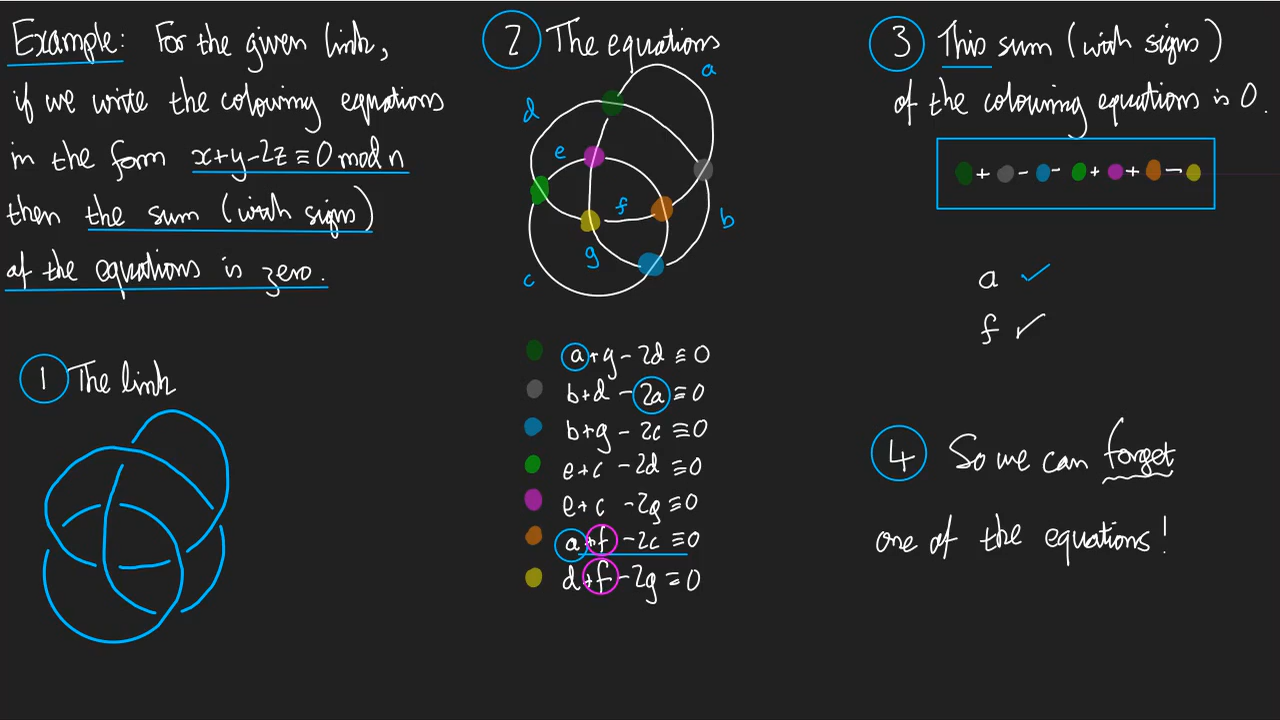 Example: For the given link,
if we write the colouring equations
in the form x+y-2z ≡ 0 mod n
then the sum (with signs)
of the equations is zero.
1 The link
2 The equations
a
d
e
f
b
g
c
a+g-2d ≡ 0
b+d-2a ≡ 0
b+g-2c ≡ 0
e+c-2d ≡ 0
e+c-2g ≡ 0
a+f-2c ≡ 0
d+f-2g ≡ 0
3 This sum (with signs)
of the colouring equations is 0.
+ - - + + -
a ✓
f ✓
4 So we can forget
one of the equations!